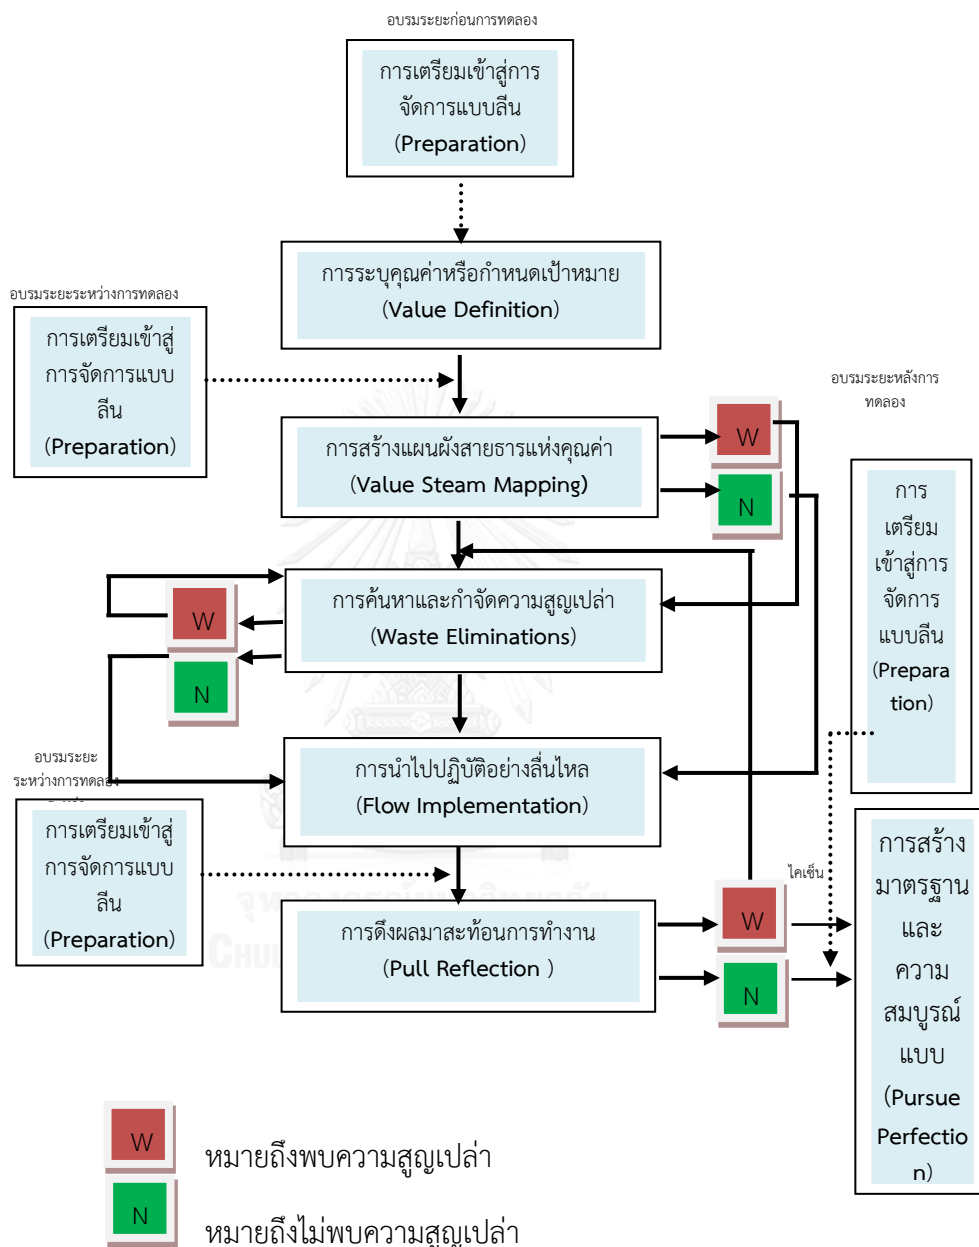 อบรมระยะก่อนการทดลอง
การเตรียมเข้าสู่การ
จัดการแบบลีน
(Preparation)
การระบุคุณค่าหรือกำหนดเป้าหมาย
(Value Definition)
อบรมระยะระหว่างการทดลอง
การเตรียมเข้าสู่
การจัดการแบบ
ลีน
(Preparation)
อบรมระยะหลังการ
ทดลอง
การสร้างแผนผังสายธารแห่งคุณค่า
(Value Steam Mapping)
W
N
การ
เตรียม
เข้าสู่การ
จัดการ
แบบลีน
(Prepara
tion)
การค้นหาและกำจัดความสูญเปล่า
(Waste Eliminations)
W
N
อบรมระยะ
ระหว่างการทดลอง
การนำไปปฏิบัติอย่างลื่นไหล
(Flow Implementation)
การเตรียมเข้าสู่
การจัดการแบบ
ลีน
(Preparation)
การดึงผลมาสะท้อนการทำงาน
(Pull Reflection )
ไคเซ็น
W
N
การสร้าง
มาตรฐาน
และ
ความ
สมบูรณ์
แบบ
(Pursue
Perfectio
n)
W
หมายถึงพบความสูญเปล่า
N
หมายถึงไม่พบความสูญเปล่า